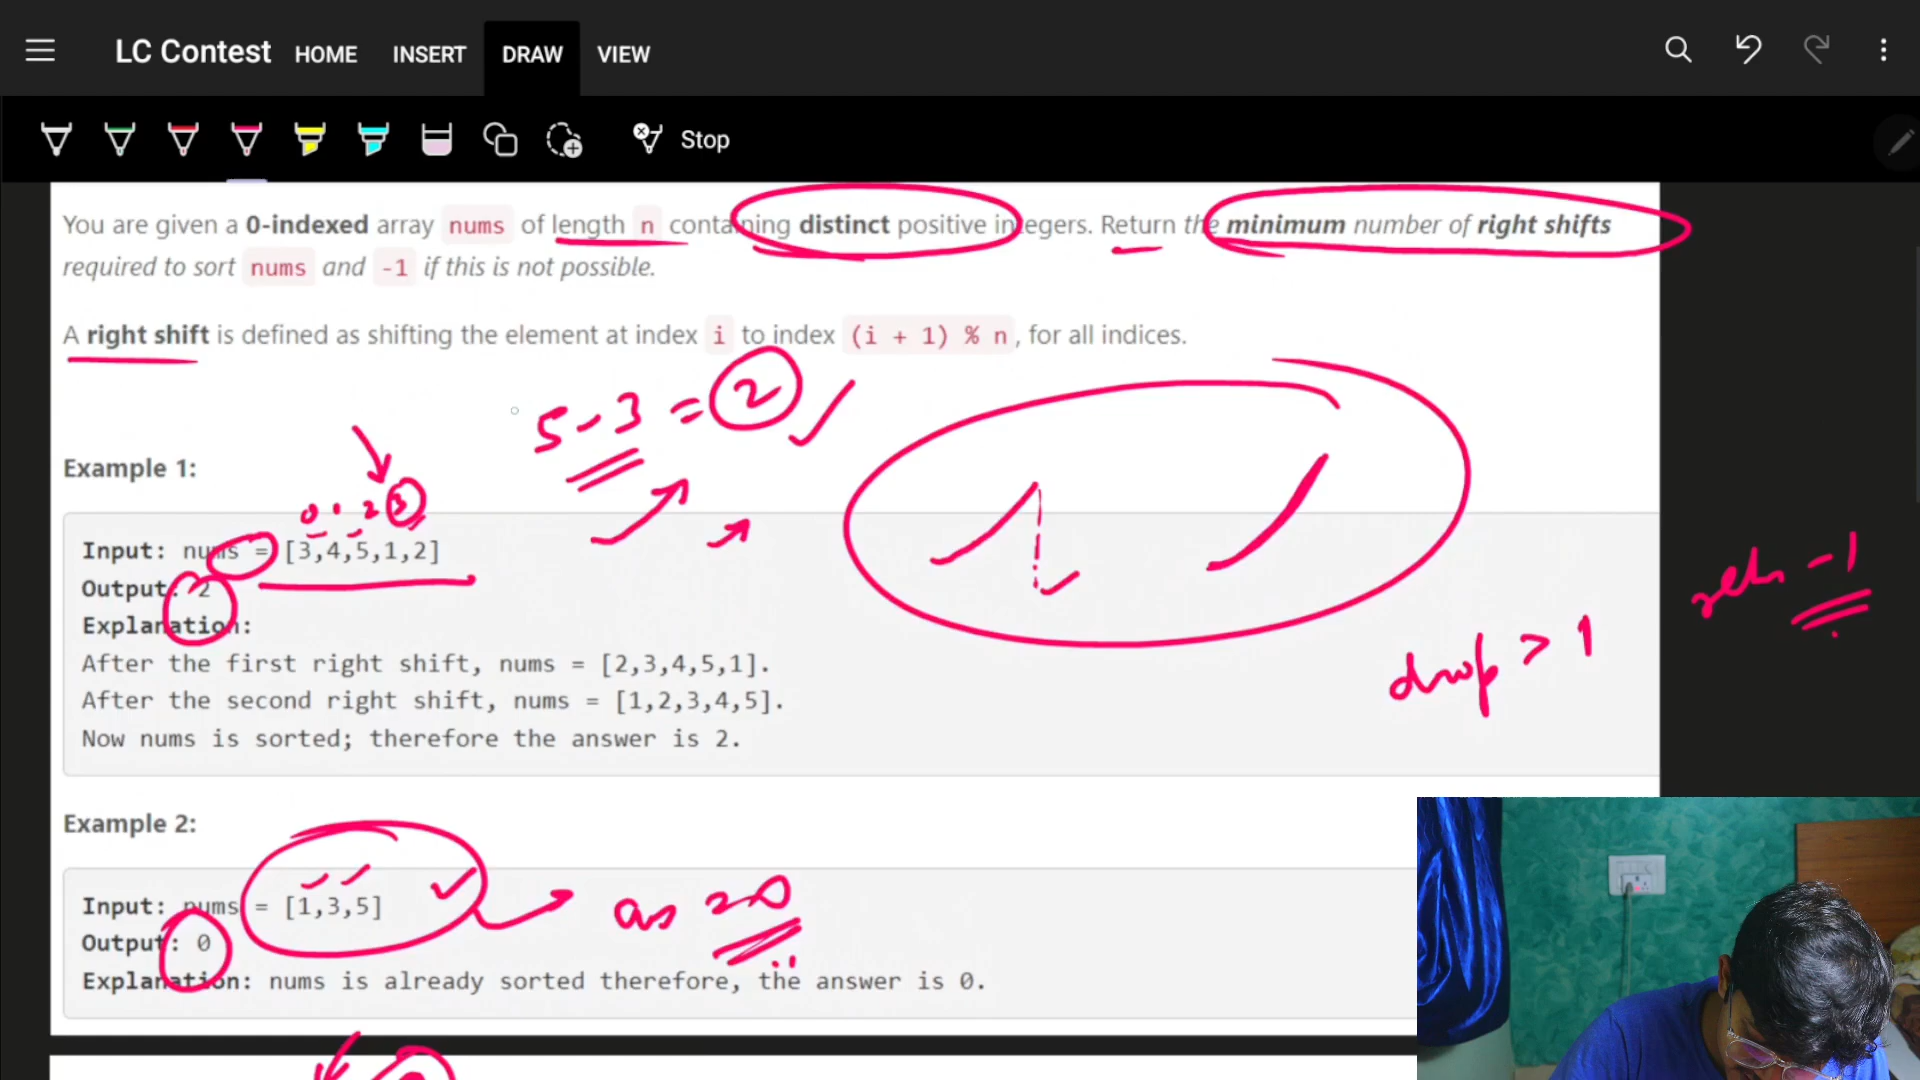 LC Contest HOME INSERT DRAW VIEW
Stop
You are given a 0-indexed array nums of length n containing distinct positive integers. Return the minimum number of right shifts
required to sort nums and -1 if this is not possible.
A right shift is defined as shifting the element at index i to index (i + 1) % n, for all indices.
5 - 3 = 2
Example 1:
0 1 2 3
Input: nums = [3,4,5,1,2]
Output: 2
Explanation:
After the first right shift, nums = [2,3,4,5,1].
After the second right shift, nums = [1,2,3,4,5].
Now nums is sorted; therefore the answer is 2.
-1
drop > 1
Example 2:
Input: nums = [1,3,5]
Output: 0
Explanation: nums is already sorted therefore, the answer is 0.